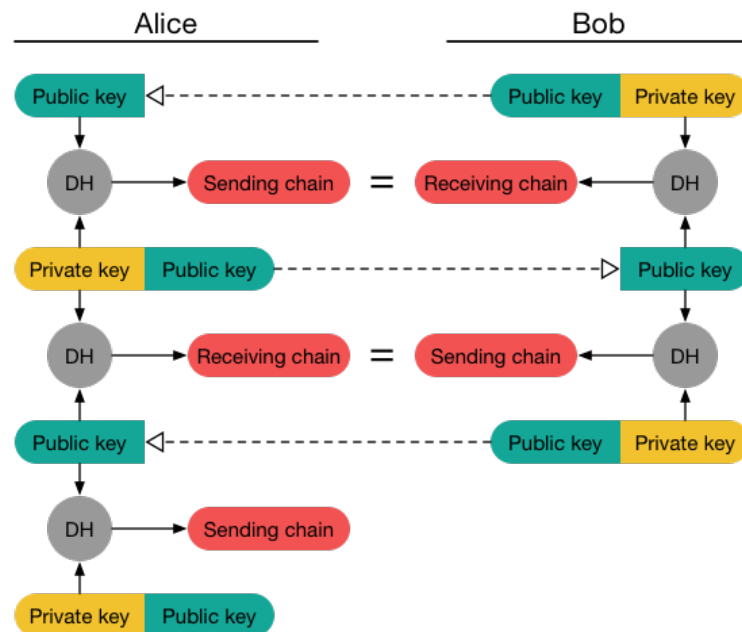 Alice
Bob
Public key
Public key
Private key
DH
Sending chain
=
Receiving chain
DH
Private key
Public key
Public key
DH
Receiving chain
=
Sending chain
DH
Public key
Public key
Private key
DH
Sending chain
Private key
Public key